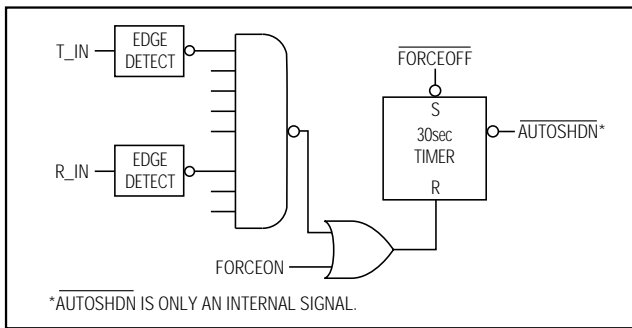 T_IN
EDGE
DETECT
FORCEOFF
S
30sec
TIMER
R
AUTOSHDN*
R_IN
EDGE
DETECT
FORCEON
*AUTOSHDN IS ONLY AN INTERNAL SIGNAL.